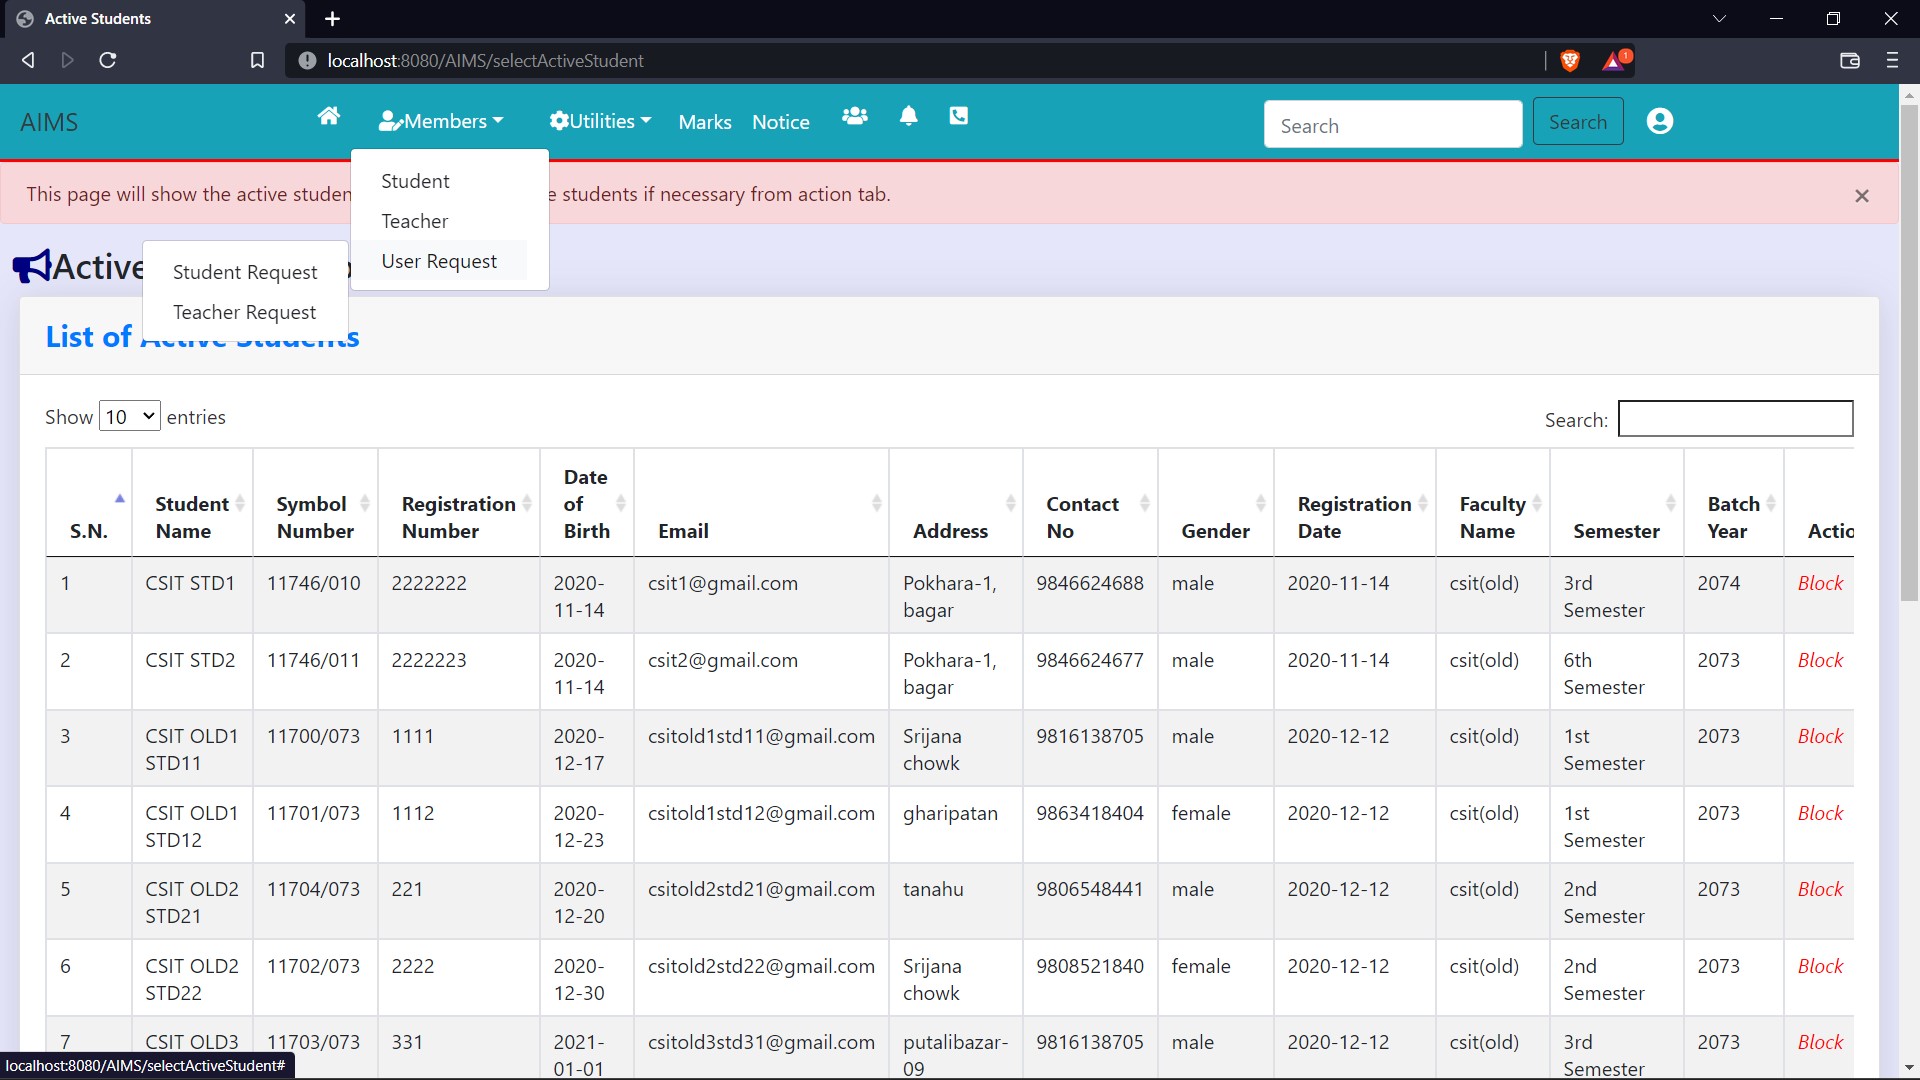 Active Students
localhost:8080/AIMS/selectActiveStudent
1
AIMS
Members
Utilities
Marks
Notice
Search
Search
Student
Teacher
User Request
This page will show the active
students if necessary from action tab.
Student Request
Teacher Request
Active
List of Active Students
Show 10 entries
Search:
S.N.
Student Name
Symbol Number
Registration Number
Date of Birth
Email
Address
Contact No
Gender
Registration Date
Faculty Name
Semester
Batch Year
1 CSIT STD1 11746/010 2222222 2020-11-14 csit1@gmail.com Pokhara-1, bagar 9846624688 male 2020-11-14 csit(old) 3rd Semester 2074 Block
2 CSIT STD2 11746/011 2222223 2020-11-14 csit2@gmail.com Pokhara-1, bagar 9846624677 male 2020-11-14 csit(old) 6th Semester 2073 Block
3 CSIT OLD1 STD11 11700/073 1111 2020-12-17 csitold1std11@gmail.com Srijana chowk 9816138705 male 2020-12-12 csit(old) 1st Semester 2073 Block
4 CSIT OLD1 STD12 11701/073 1112 2020-12-23 csitold1std12@gmail.com gharipatan 9863418404 female 2020-12-12 csit(old) 1st Semester 2073 Block
5 CSIT OLD2 STD21 11704/073 221 2020-12-20 csitold2std21@gmail.com tanahu 9806548441 male 2020-12-12 csit(old) 2nd Semester 2073 Block
6 CSIT OLD2 STD22 11702/073 2222 2020-12-30 csitold2std22@gmail.com Srijana chowk 9808521840 female 2020-12-12 csit(old) 2nd Semester 2073 Block
7 CSIT OLD3 11703/073 331 2021-01-01 csitold3std31@gmail.com putalibazar-09 9816138705 male 2020-12-12 csit(old) 3rd Semester 2073 Block
localhost:8080/AIMS/selectActiveStudent#